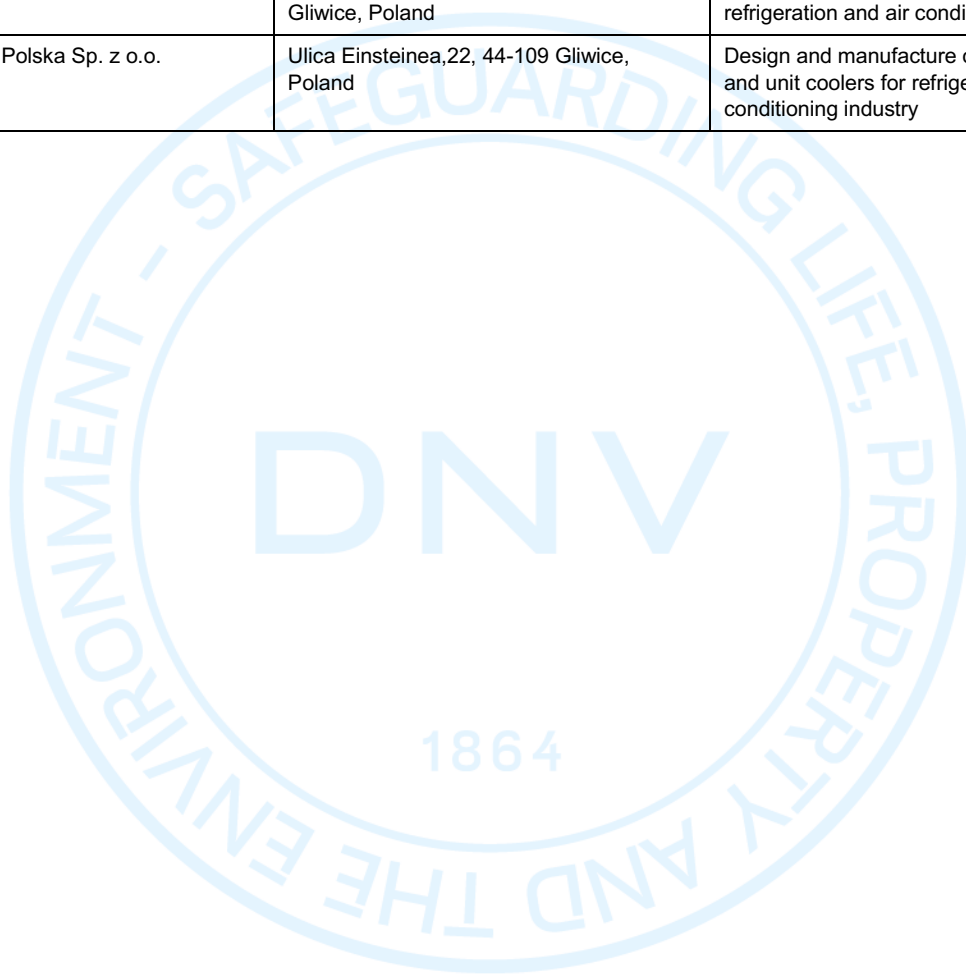 Gliwice, Poland
refrigeration and air condi
Polska Sp. z o.o.
Ulica Einsteinea,22, 44-109 Gliwice,
Poland
Design and manufacture
and unit coolers for refrige
conditioning industry
SAFEGUARDING LIFE, PROPERTY AND THE ENVIRONMENT -
DNV
1864